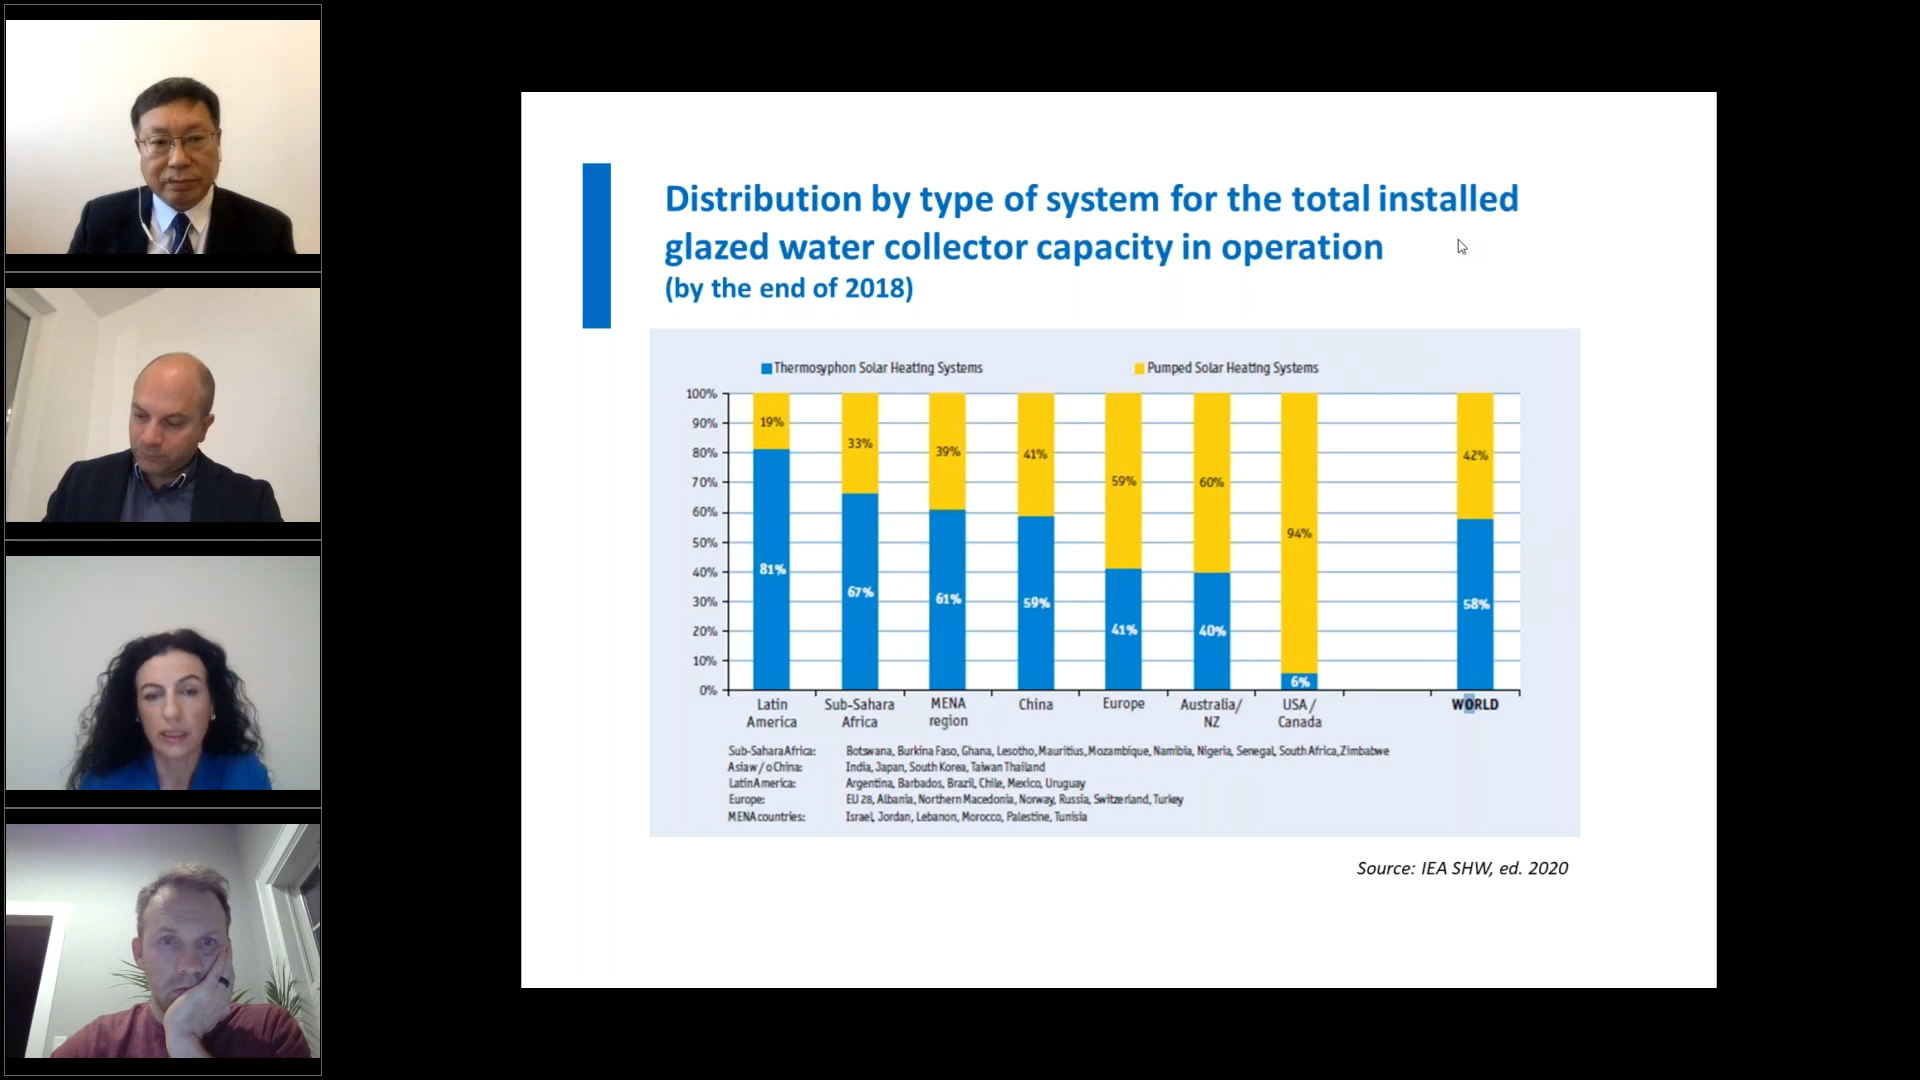 Distribution by type of system for the total installed
glazed water collector capacity in operation
(by the end of 2018)
Thermosyphon Solar Heating Systems
Pumped Solar Heating Systems
100%
90%
80%
70%
60%
50%
40%
30%
20%
10%
0%
19%
33%
39%
41%
59%
60%
94%
42%
81%
67%
61%
59%
41%
40%
6%
58%
Latin
America
Sub-Sahara
Africa
MENA
region
China
Europe
Australia/
NZ
USA/
Canada
WORLD
Sub-Sahara Africa: Botswana, Burkina Faso, Ghana, Lesotho, Mauritius, Mozambique, Namibia, Nigeria, Senegal, South Africa, Zimbabwe
Asia w/o China: India, Japan, South Korea, Taiwan Thailand
Latin America: Argentina, Barbados, Brazil, Chile, Mexico, Uruguay
Europe: EU 28, Albania, Northern Macedonia, Norway, Russia, Switzerland, Turkey
MENA countries: Israel, Jordan, Lebanon, Morocco, Palestine, Tunisia
Source: IEA SHW, ed. 2020